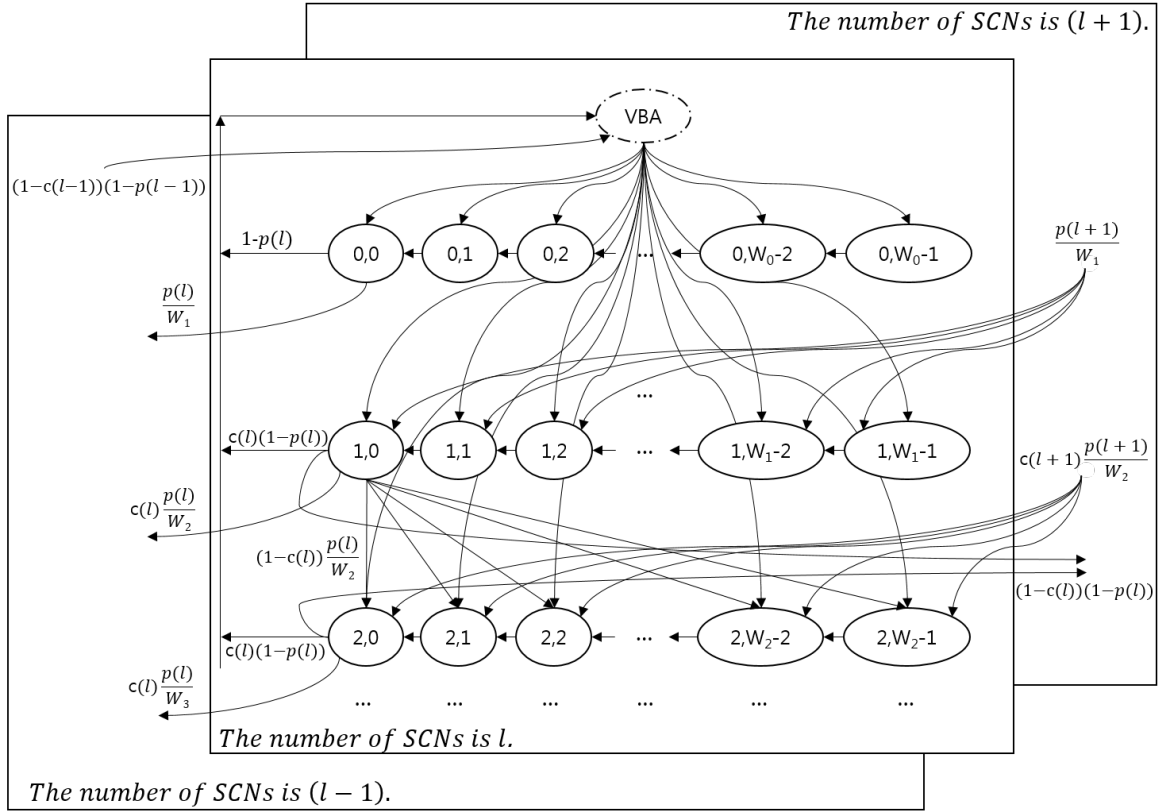 The number of SCNs is (l + 1).
VBA
(1−c(l−1))(1−p(l − 1))
1-p(l)
0,0
0,1
0,2
...
0,W₀-2
0,W₀-1
p(l + 1)
W₁
p(l)
W₁
...
c(l)(1−p(l))
1,0
1,1
1,2
...
1,W₁-2
1,W₁-1
c(l + 1) p(l + 1)
W₂
c(l) p(l)
W₂
(1−c(l)) p(l)
W₂
(1−c(l))(1−p(l))
2,0
2,1
2,2
...
2,W₂-2
2,W₂-1
c(l)(1−p(l))
c(l) p(l)
W₃
... ... ... ... ... ...
The number of SCNs is l.
The number of SCNs is (l − 1).